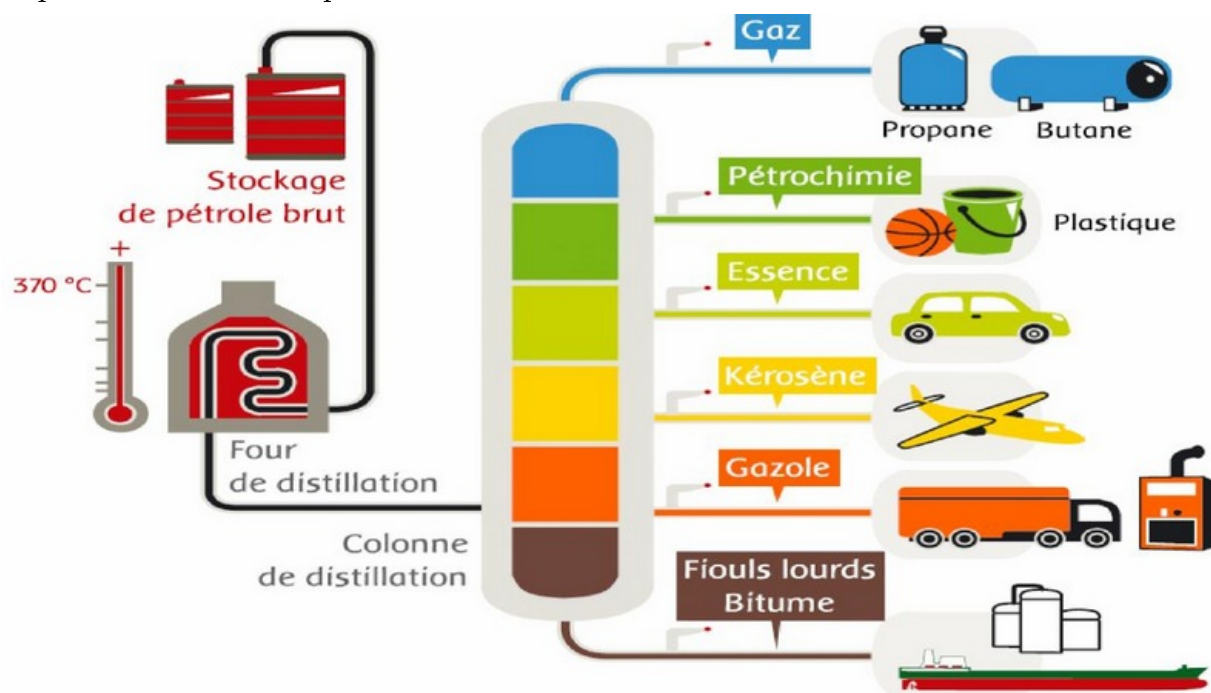 Gaz
Propane
Butane
Stockage
de pétrole brut
Pétrochimie
Plastique
+
370 °C
Essence
Kérosène
Four
de distillation
Gazole
Colonne
de distillation
Fiouls lourds
Bitume